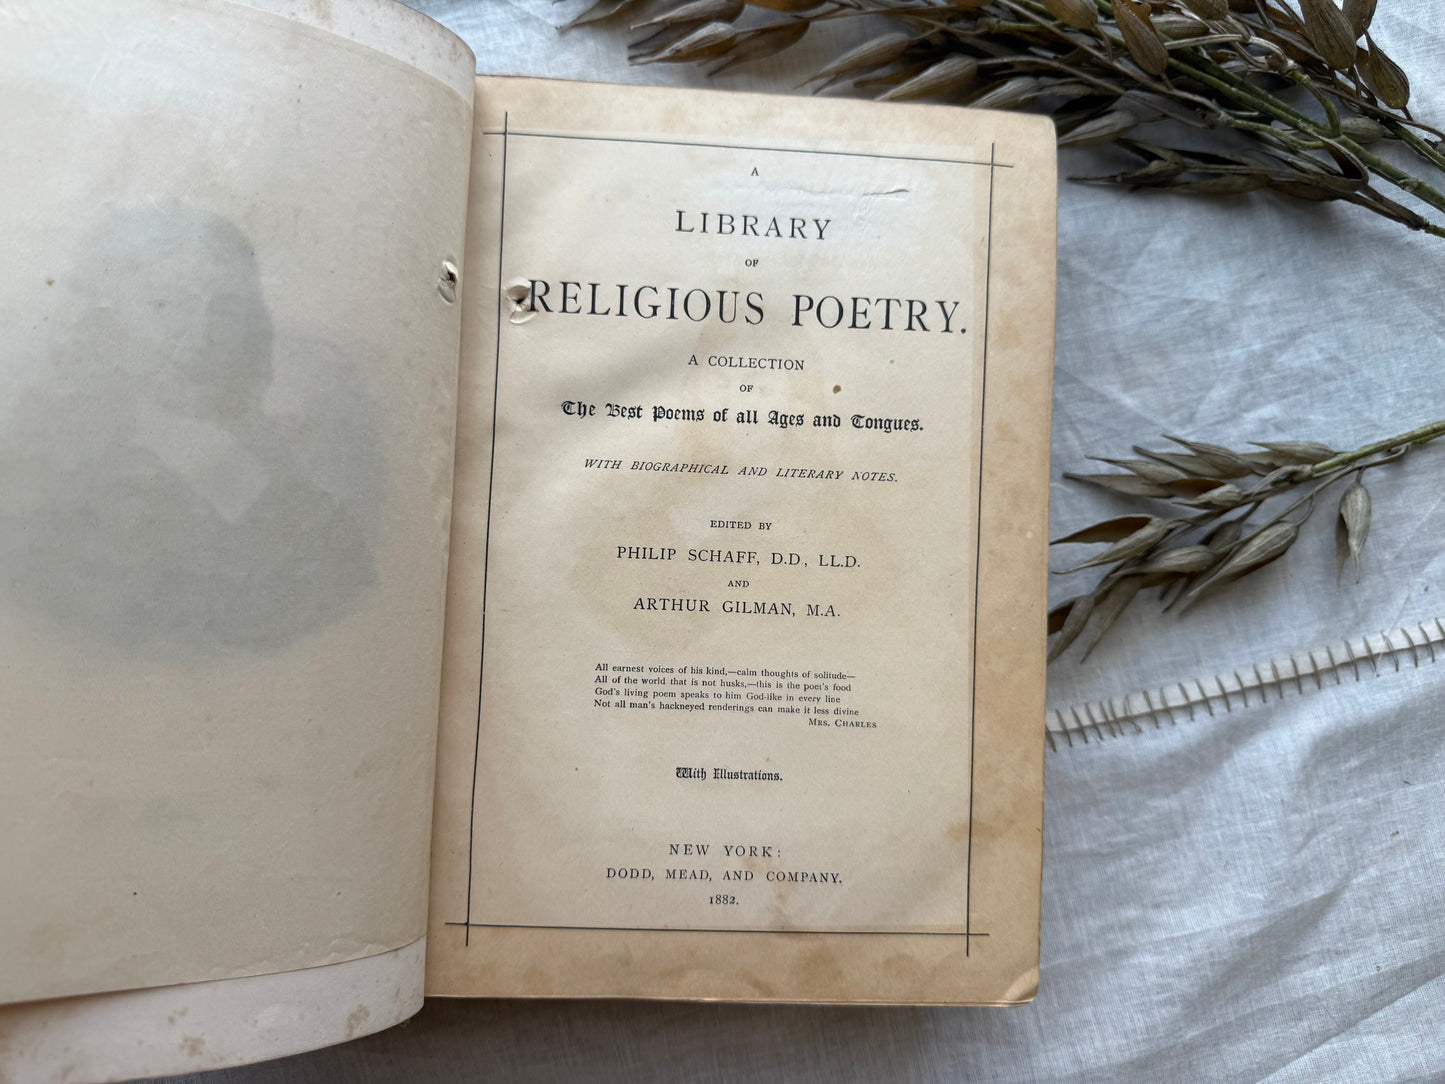 A
LIBRARY
OF
RELIGIOUS POETRY.
A COLLECTION
OF
The Best Poems of all Ages and Tongues.
WITH BIOGRAPHICAL AND LITERARY NOTES.
EDITED BY
PHILIP SCHAFF, D.D., LL.D.
AND
ARTHUR GILMAN, M.A.
All earnest voices of his kind,—calm thoughts of solitude—
All of the world that is not husks,—this is the poet's food
God's living poem speaks to him God-like in every line
Not all man's hackneyed renderings can make it less divine
MRS. CHARLES
With Illustrations.
NEW YORK:
DODD, MEAD, AND COMPANY.
1882.